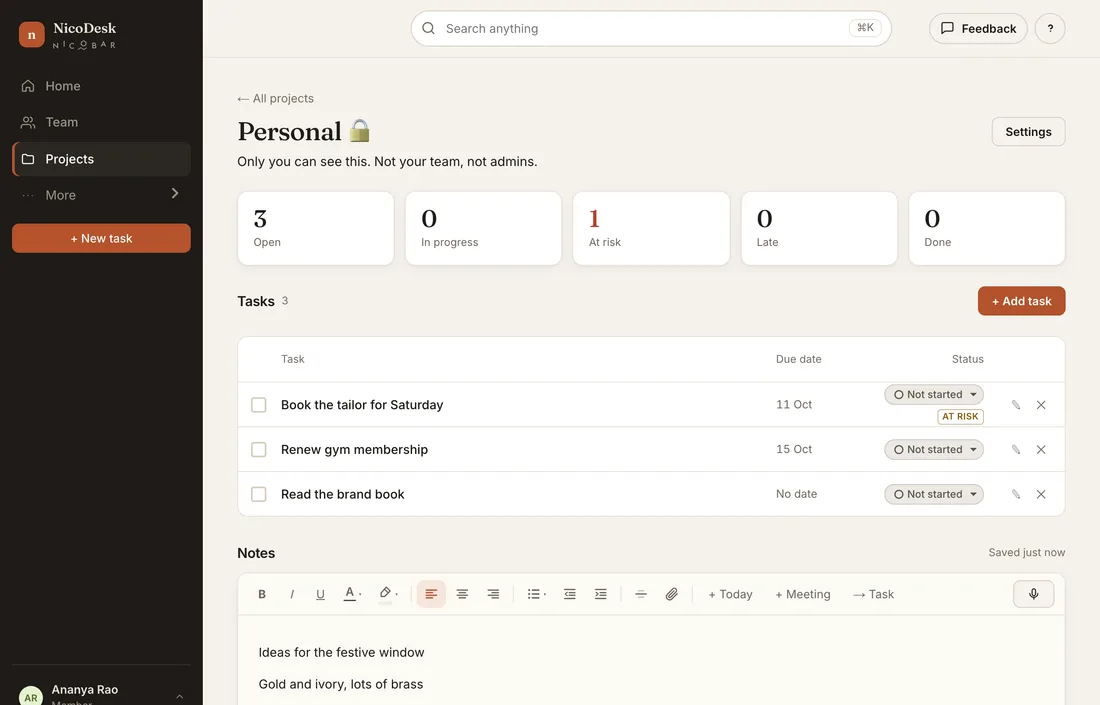 n
NicoDesk
NICOBAR
Home
Team
Projects
More
+ New task
Ananya Rao
AR
Member
Search anything
⌘K
Feedback
?
← All projects
Personal 🔒
Settings
Only you can see this. Not your team, not admins.
3
Open
0
In progress
1
At risk
0
Late
0
Done
Tasks 3
+ Add task
Task Due date Status
Book the tailor for Saturday 11 Oct Not started
AT RISK
Renew gym membership 15 Oct Not started
Read the brand book No date Not started
Notes
Saved just now
B I U A + Today + Meeting → Task
Ideas for the festive window
Gold and ivory, lots of brass